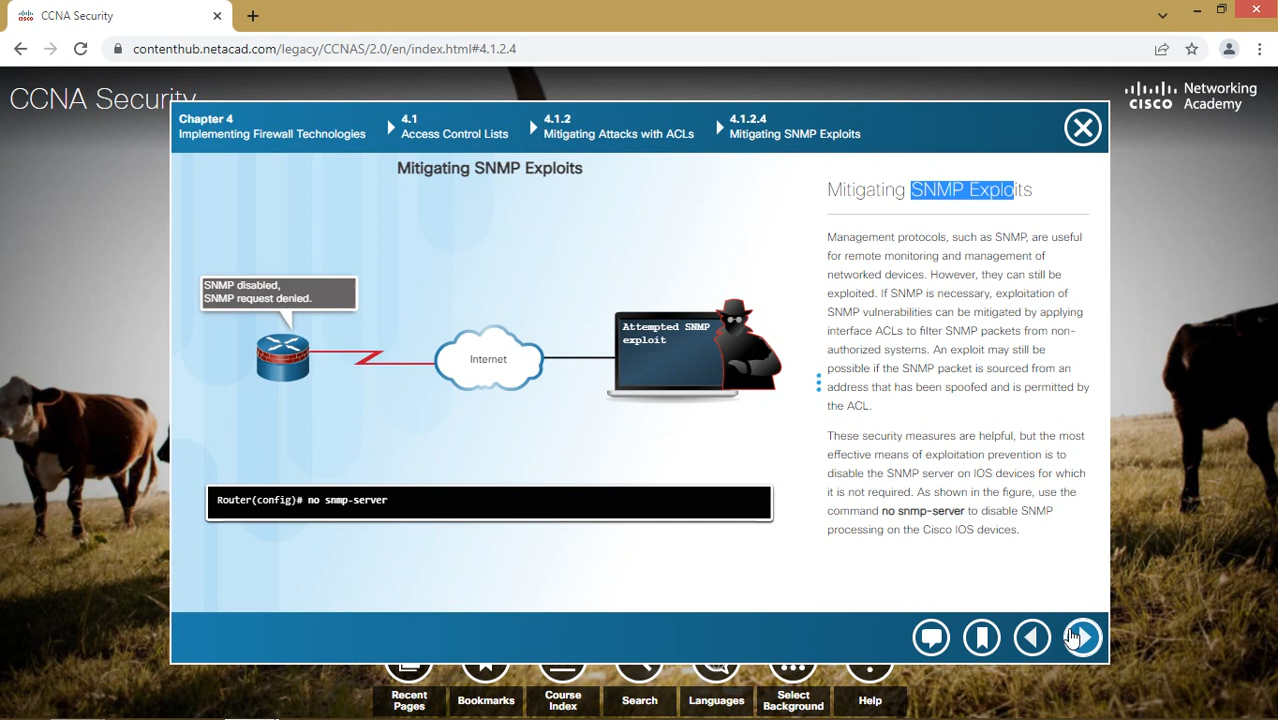 CCNA Security
contenthub.netacad.com/legacy/CCNAS/2.0/en/index.html#4.1.2.4
CCNA Security
Networking
CISCO Academy
Chapter 4
Implementing Firewall Technologies
4.1
Access Control Lists
4.1.2
Mitigating Attacks with ACLs
4.1.2.4
Mitigating SNMP Exploits
Mitigating SNMP Exploits
SNMP disabled,
SNMP request denied.
Internet
Attempted SNMP
exploit
Router(config)# no snmp-server
Mitigating SNMP Exploits
Management protocols, such as SNMP, are useful
for remote monitoring and management of
networked devices. However, they can still be
exploited. If SNMP is necessary, exploitation of
SNMP vulnerabilities can be mitigated by applying
interface ACLs to filter SNMP packets from non-
authorized systems. An exploit may still be
possible if the SNMP packet is sourced from an
address that has been spoofed and is permitted by
the ACL.
These security measures are helpful, but the most
effective means of exploitation prevention is to
disable the SNMP server on IOS devices for which
it is not required. As shown in the figure, use the
command no snmp-server to disable SNMP
processing on the Cisco IOS devices.
Recent
Pages
Bookmarks
Course
Index
Search
Languages
Select
Background
Help